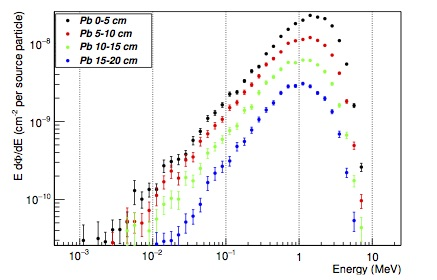 Pb 0-5 cm
Pb 5-10 cm
Pb 10-15 cm
Pb 15-20 cm
E dΦ/dE (cm⁻² per source particle)
10⁻⁸
10⁻⁹
10⁻¹⁰
10⁻³ 10⁻² 10⁻¹ 1 10
Energy (MeV)